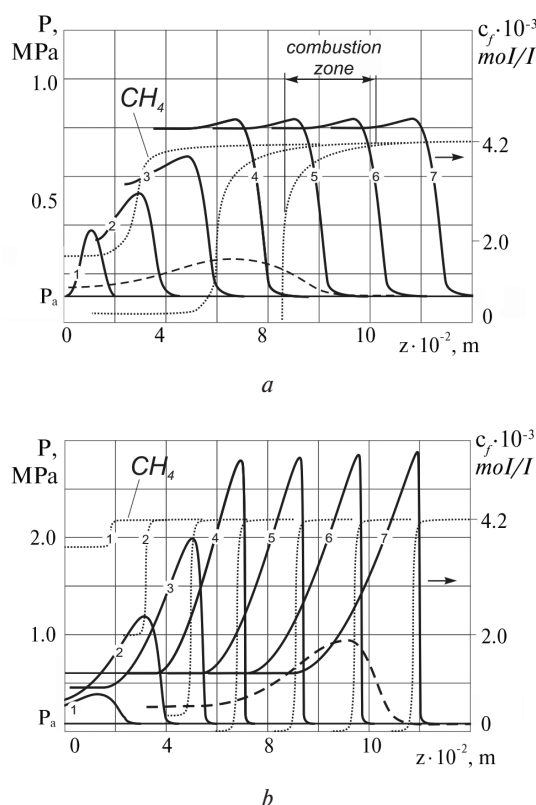 P,
MPa
c_f·10⁻³
mol/l
combustion
zone
1.0
CH₄
4.2
3
4
5
6
7
0.5
2
2.0
1
Pₐ
0
0
4
8
10
z·10⁻², m
a
P,
MPa
c_f·10⁻³
mol/l
CH₄
1
2
4.2
2.0
4
5
6
7
3
1.0
2
2.0
1
Pₐ
0
0
4
8
10
z·10⁻², m
b